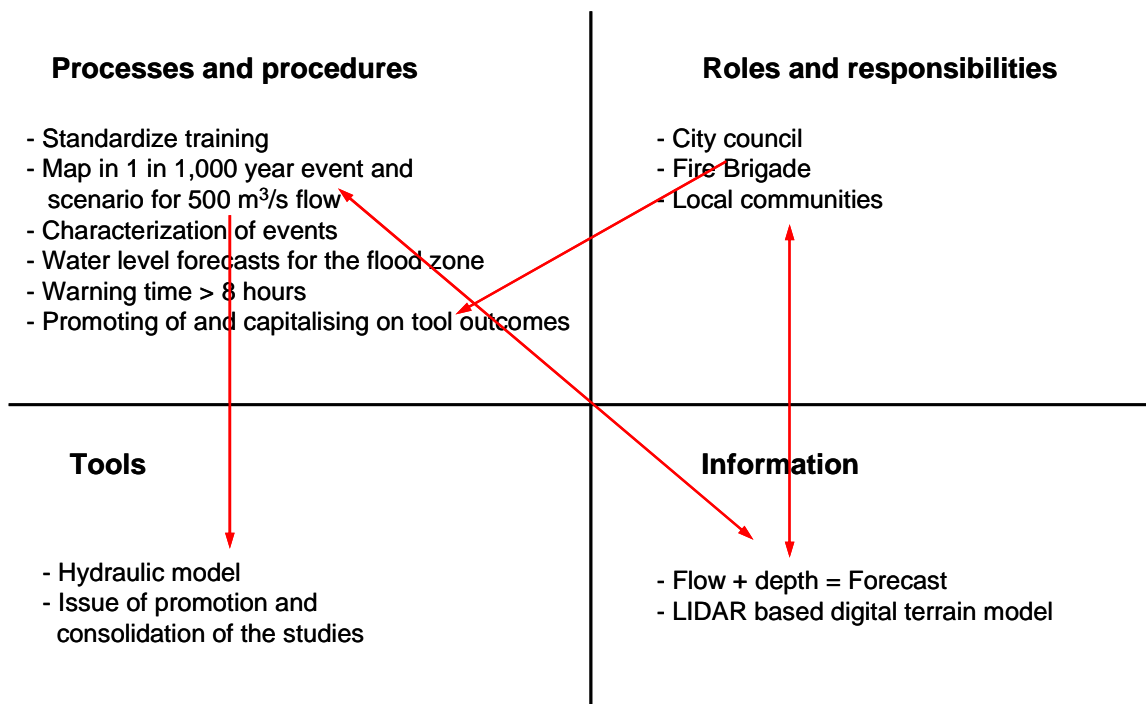 Processes and procedures
- Standardize training
- Map in 1 in 1,000 year event and
scenario for 500 m³/s flow
- Characterization of events
- Water level forecasts for the flood zone
- Warning time > 8 hours
- Promoting of and capitalising on tool outcomes
Roles and responsibilities
- City council
- Fire Brigade
- Local communities
Tools
- Hydraulic model
- Issue of promotion and
consolidation of the studies
Information
- Flow + depth = Forecast
- LIDAR based digital terrain model